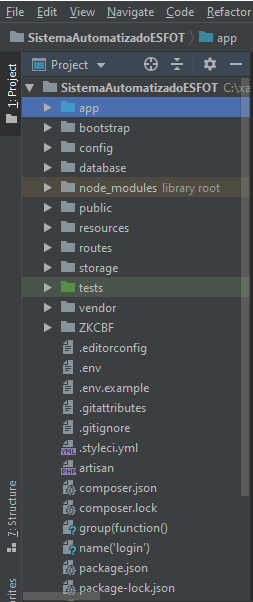 File Edit View Navigate Code Refactor
SistemaAutomatizadoESFOT app
1: Project
Project
SistemaAutomatizadoESFOT C:\xa
app
bootstrap
config
database
node_modules library root
public
resources
routes
storage
tests
vendor
ZKCBF
.editorconfig
.env
.env.example
.gitattributes
.gitignore
.styleci.yml
artisan
composer.json
composer.lock
group(function()
name('login')
package.json
package-lock.json
7: Structure
rites